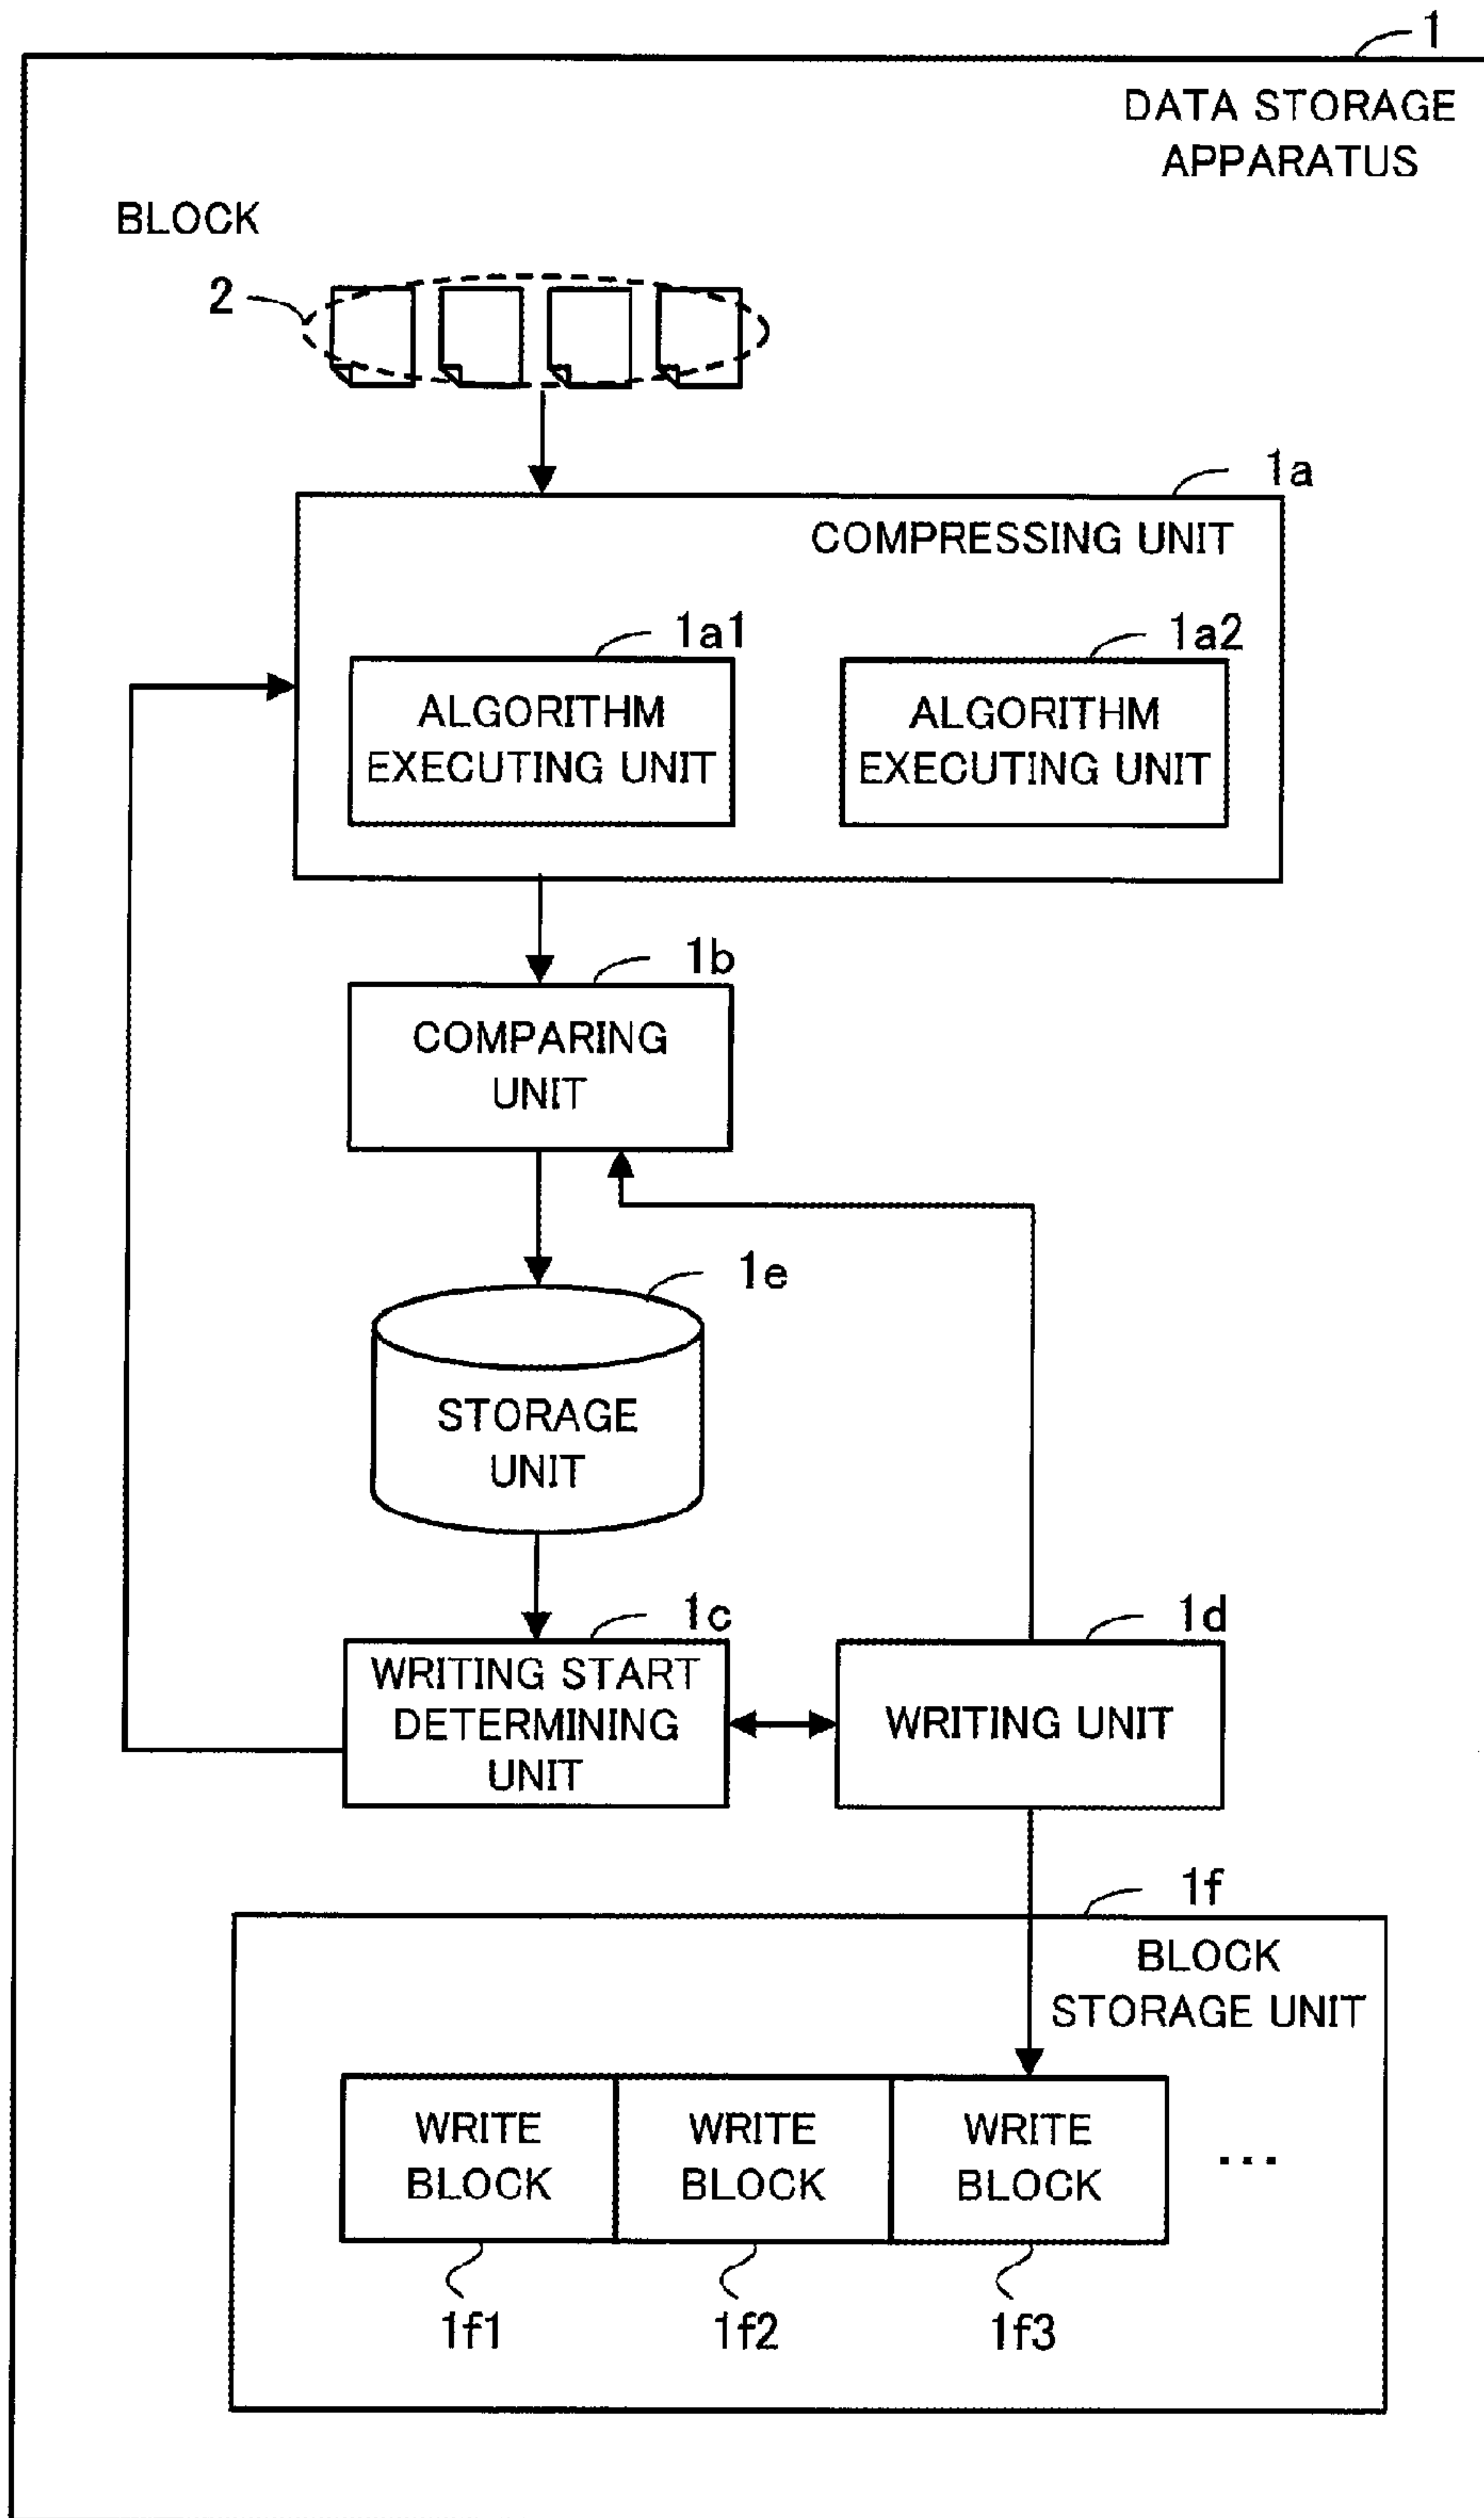 1
DATA STORAGE
APPARATUS
BLOCK
2
1a
COMPRESSING UNIT
1a1
1a2
ALGORITHM
EXECUTING UNIT
ALGORITHM
EXECUTING UNIT
1b
COMPARING
UNIT
1e
STORAGE
UNIT
1c
1d
WRITING START
DETERMINING
UNIT
WRITING UNIT
1f
BLOCK
STORAGE UNIT
WRITE
BLOCK
WRITE
BLOCK
WRITE
BLOCK
...
1f1
1f2
1f3